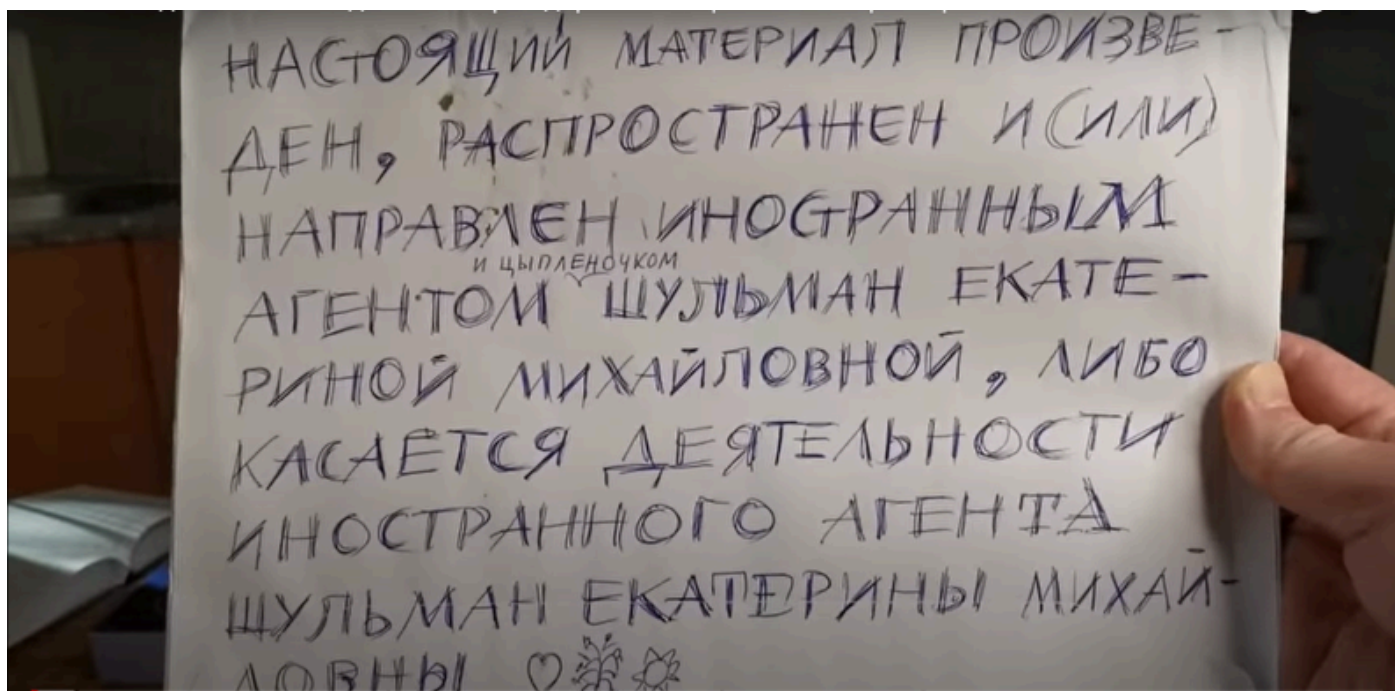 НАСТОЯЩИЙ МАТЕРИАЛ ПРОИЗВЕ-
ДЕН, РАСПРОСТРАНЕН И (ИЛИ)
НАПРАВЛЕН ИНОСТРАННЫМ
И ЦЫПЛЕНОЧКОМ
АГЕНТОМ ШУЛЬМАН ЕКАТЕ-
РИНОЙ МИХАЙЛОВНОЙ, ЛИБО
КАСАЕТСЯ ДЕЯТЕЛЬНОСТИ
ИНОСТРАННОГО АГЕНТА
ШУЛЬМАН ЕКАТЕРИНЫ МИХАЙ-
ЛОВНЫ